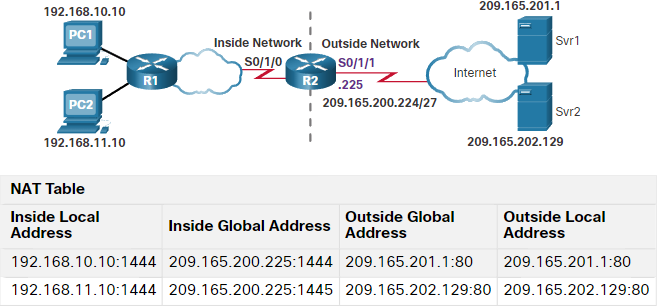 192.168.10.10
209.165.201.1
PC1
Inside Network
Outside Network
Svr1
S0/1/0
S0/1/1
R1
R2
.225
Internet
PC2
209.165.200.224/27
Svr2
192.168.11.10
209.165.202.129
NAT Table
Inside Local Address
Inside Global Address
Outside Global Address
Outside Local Address
192.168.10.10:1444 209.165.200.225:1444 209.165.201.1:80 209.165.201.1:80
192.168.11.10:1444 209.165.200.225:1445 209.165.202.129:80 209.165.202.129:80